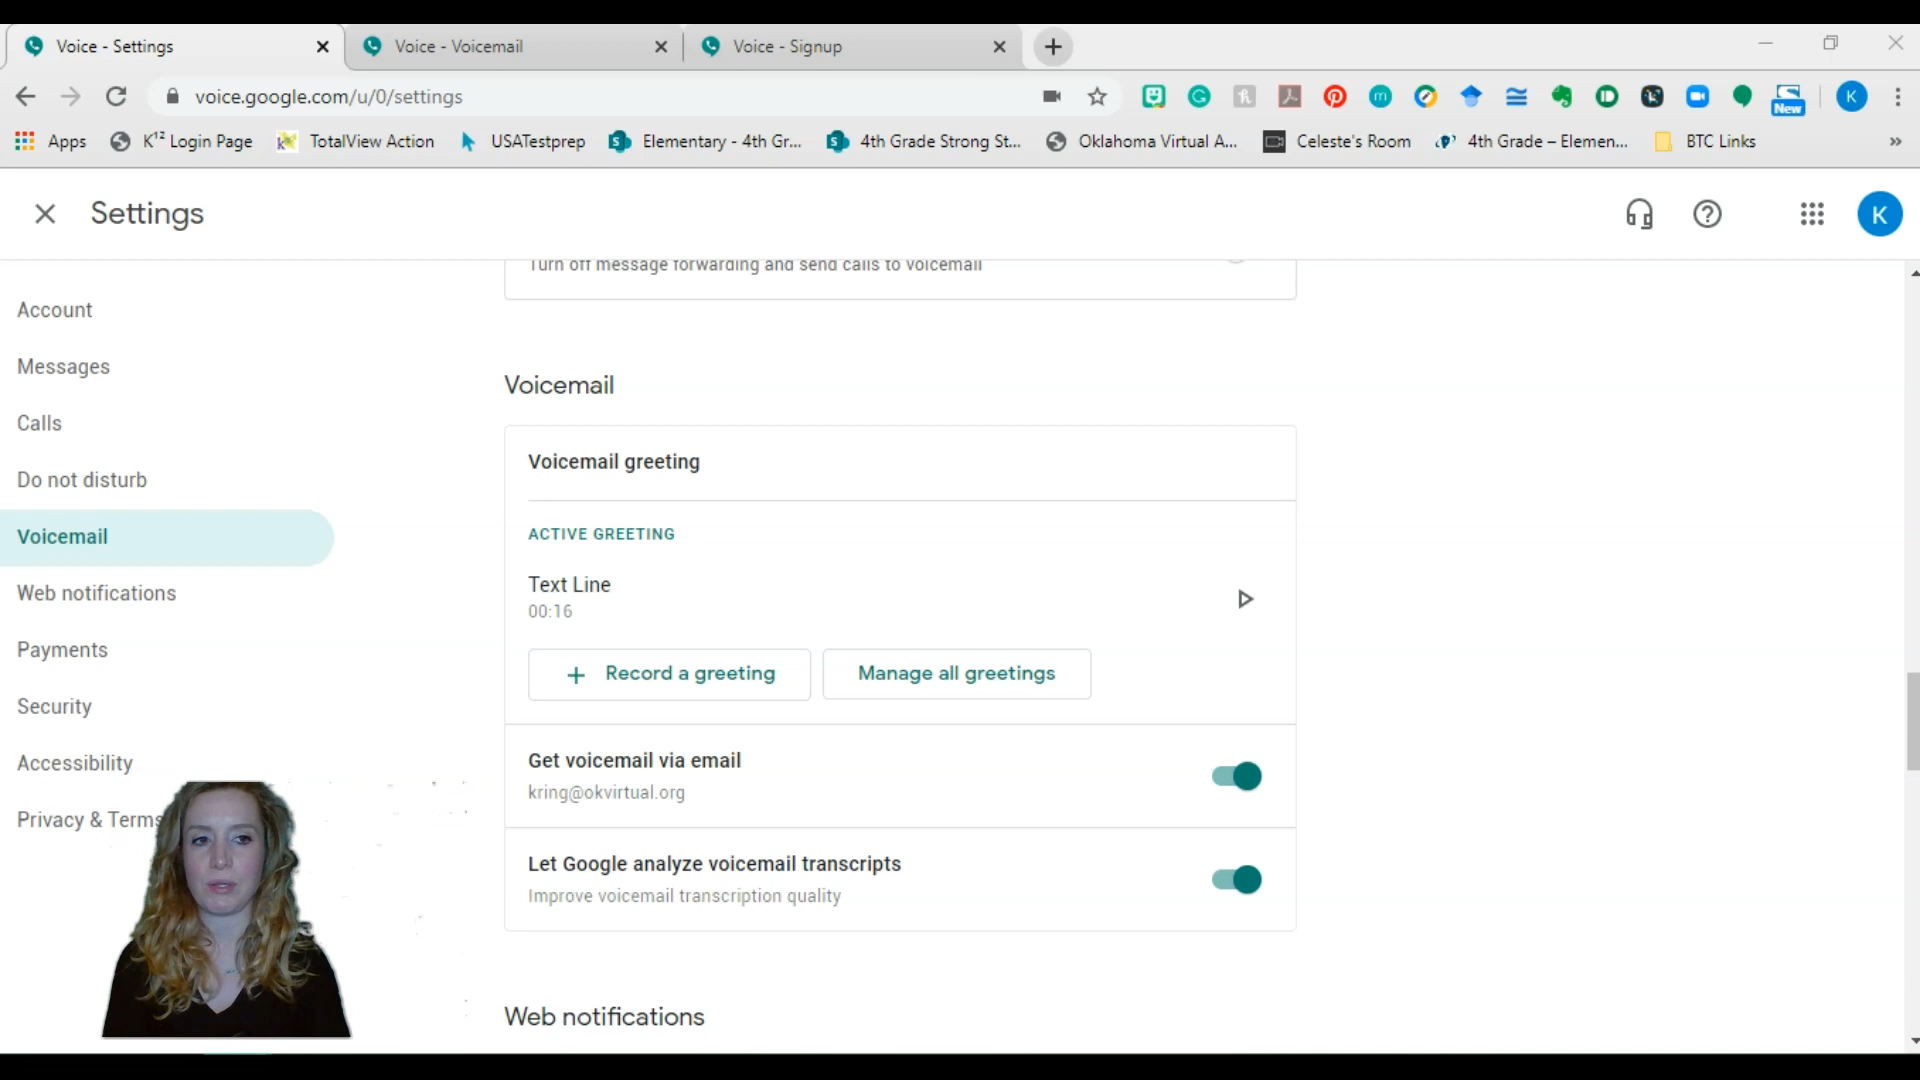 Voice - Settings
Voice - Voicemail
Voice - Signup
voice.google.com/u/0/settings
New
K
Apps
K12 Login Page
TotalView Action
USATestprep
Elementary - 4th Gr...
4th Grade Strong St...
Oklahoma Virtual A...
Celeste's Room
4th Grade – Elemen...
BTC Links
»
Settings
K
Turn off message forwarding and send calls to voicemail
Account
Messages
Calls
Do not disturb
Voicemail
Web notifications
Payments
Security
Accessibility
Privacy & Terms
Voicemail
Voicemail greeting
ACTIVE GREETING
Text Line
00:16
+ Record a greeting
Manage all greetings
Get voicemail via email
kring@okvirtual.org
Let Google analyze voicemail transcripts
Improve voicemail transcription quality
Web notifications